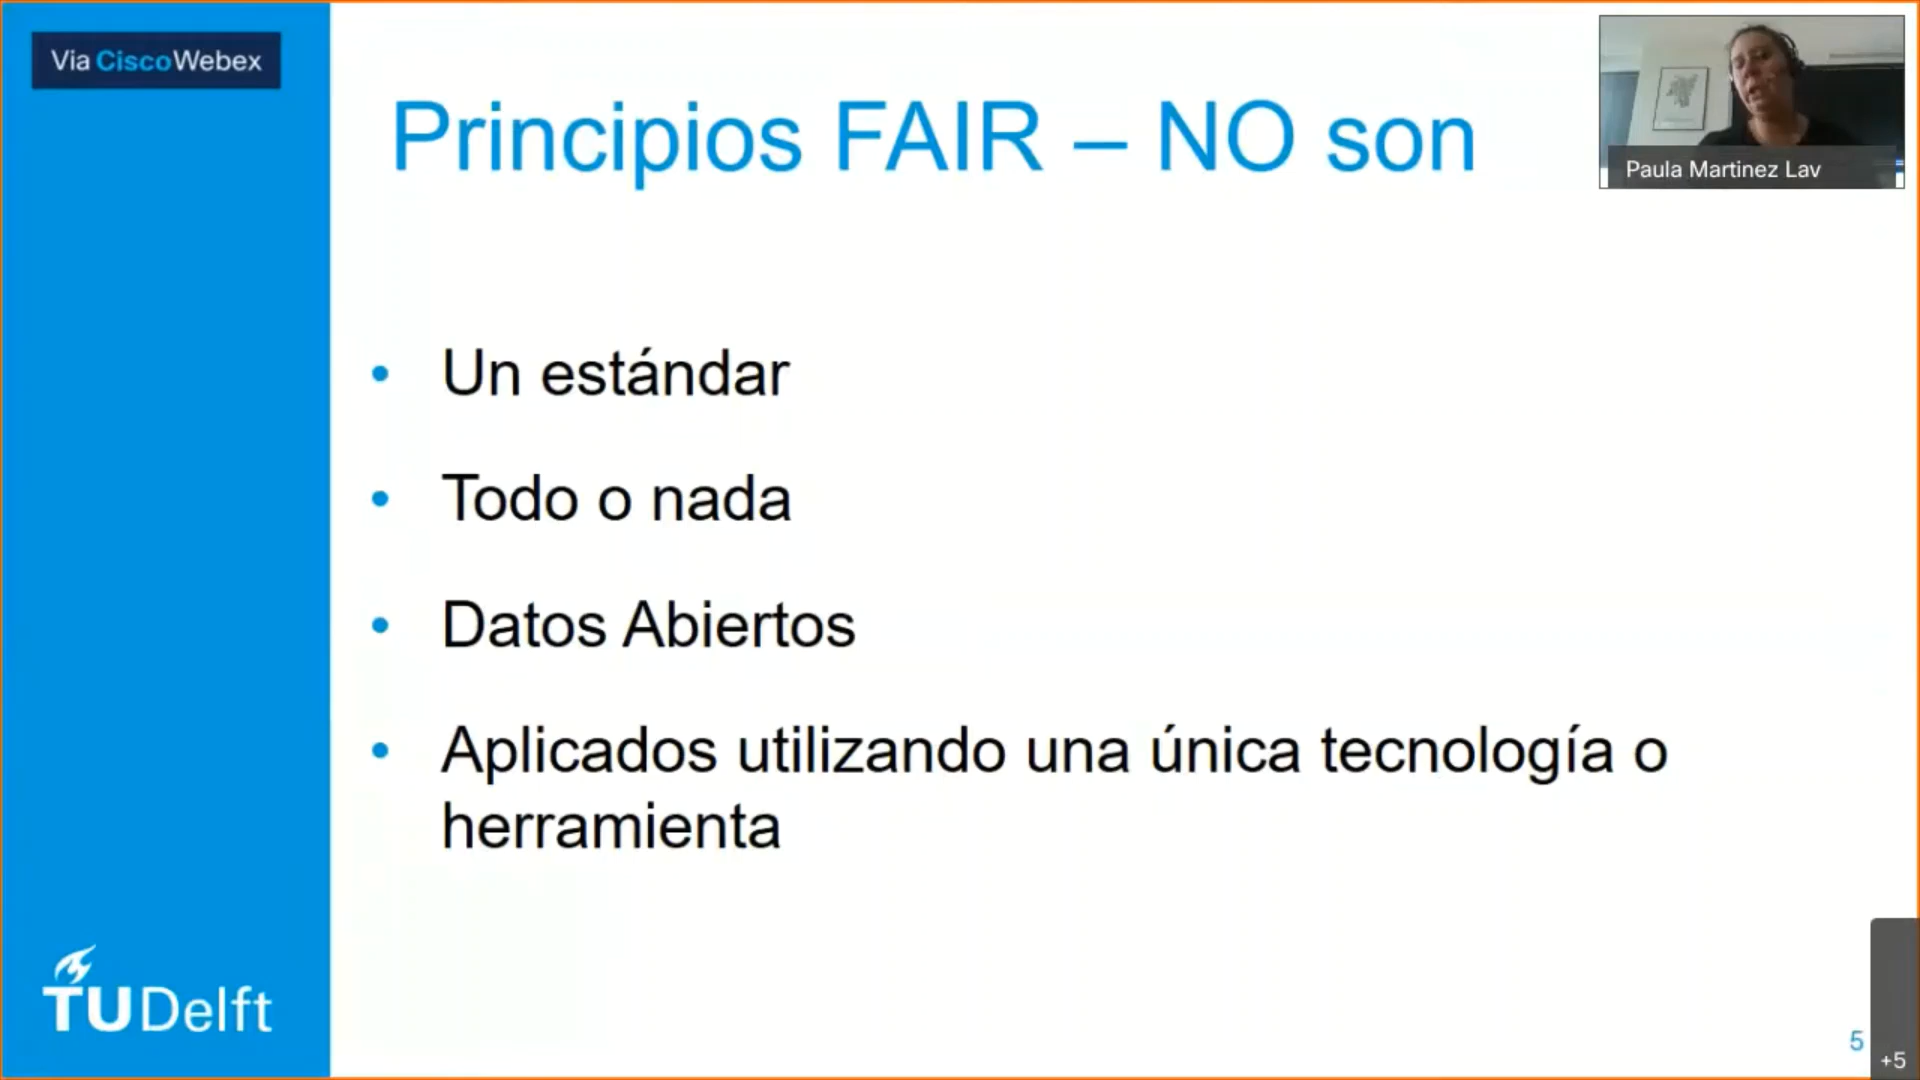 Via CiscoWebex
Principios FAIR – NO son
Paula Martinez Lav
• Un estándar
• Todo o nada
• Datos Abiertos
• Aplicados utilizando una única tecnología o
herramienta
TUDelft
5
+5